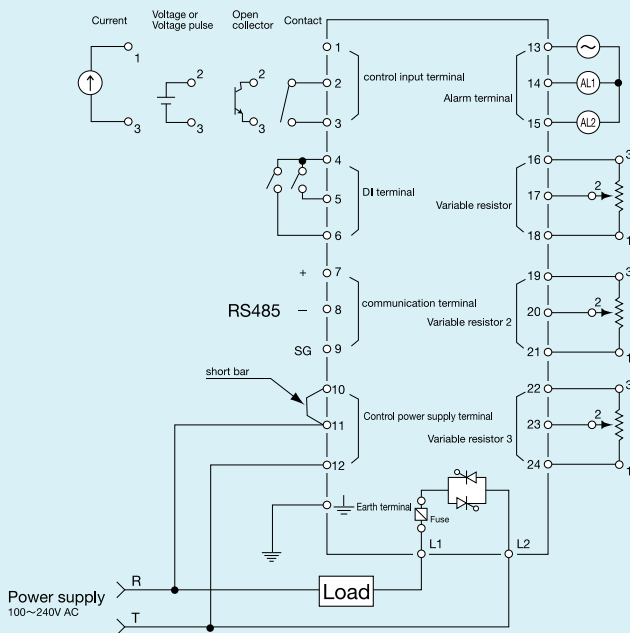 Current
Voltage or
Voltage pulse
Open
collector
Contact
1
2
3
2
3
2
3
1
control input terminal
3
4
5
DI terminal
6
+ 7
RS485 – 8
communication terminal
SG 9
short bar
10
11
Control power supply terminal
12
Earth terminal
Fuse
L1
L2
13
14
AL1
Alarm terminal
15
AL2
16
3
17
2
Variable resistor
18
1
19
3
20
2
Variable resistor 2
21
1
22
3
23
2
Variable resistor 3
24
1
Power supply
100～240V AC
R
Load
T